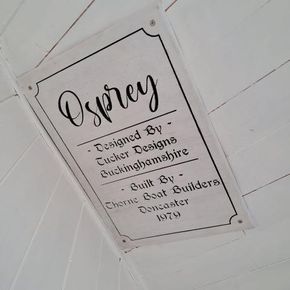 Osprey
- Designed By -
Tucker Designs
Buckinghamshire
- Built By -
Thorne Boat Builders
Doncaster
1979